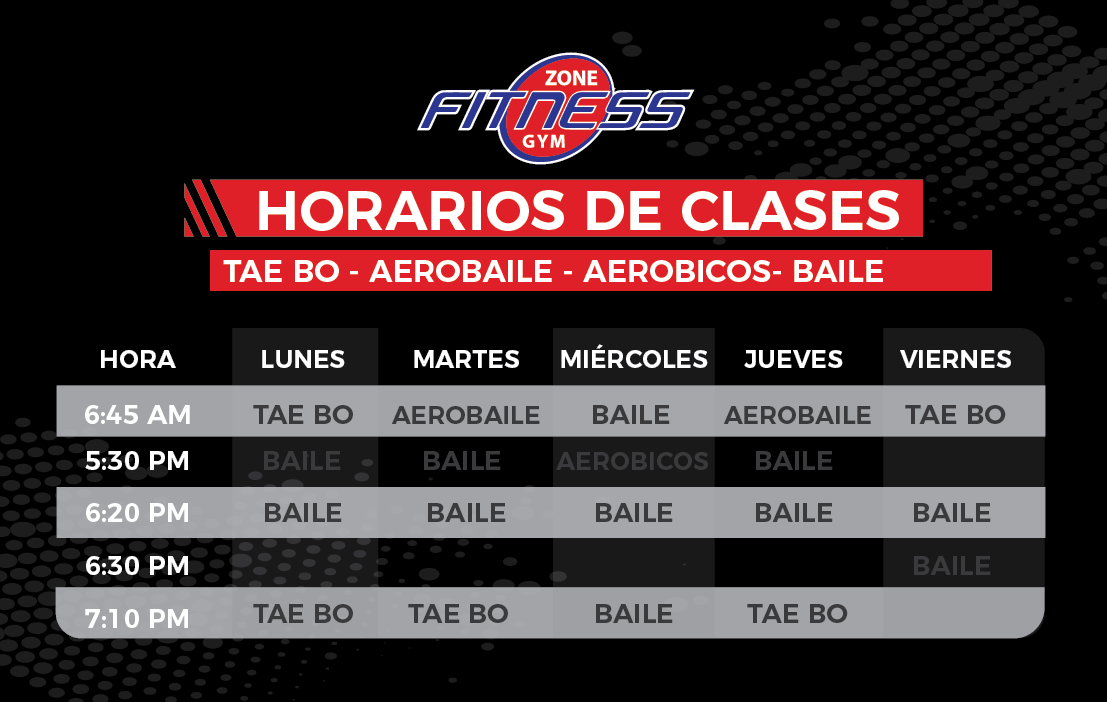 ZONE
FITNESS
GYM
HORARIOS DE CLASES
TAE BO - AEROBAILE - AEROBICOS- BAILE
HORA LUNES MARTES MIÉRCOLES JUEVES VIERNES
6:45 AM TAE BO AEROBAILE BAILE AEROBAILE TAE BO
5:30 PM BAILE BAILE AEROBICOS BAILE
6:20 PM BAILE BAILE BAILE BAILE BAILE
6:30 PM BAILE
7:10 PM TAE BO TAE BO BAILE TAE BO